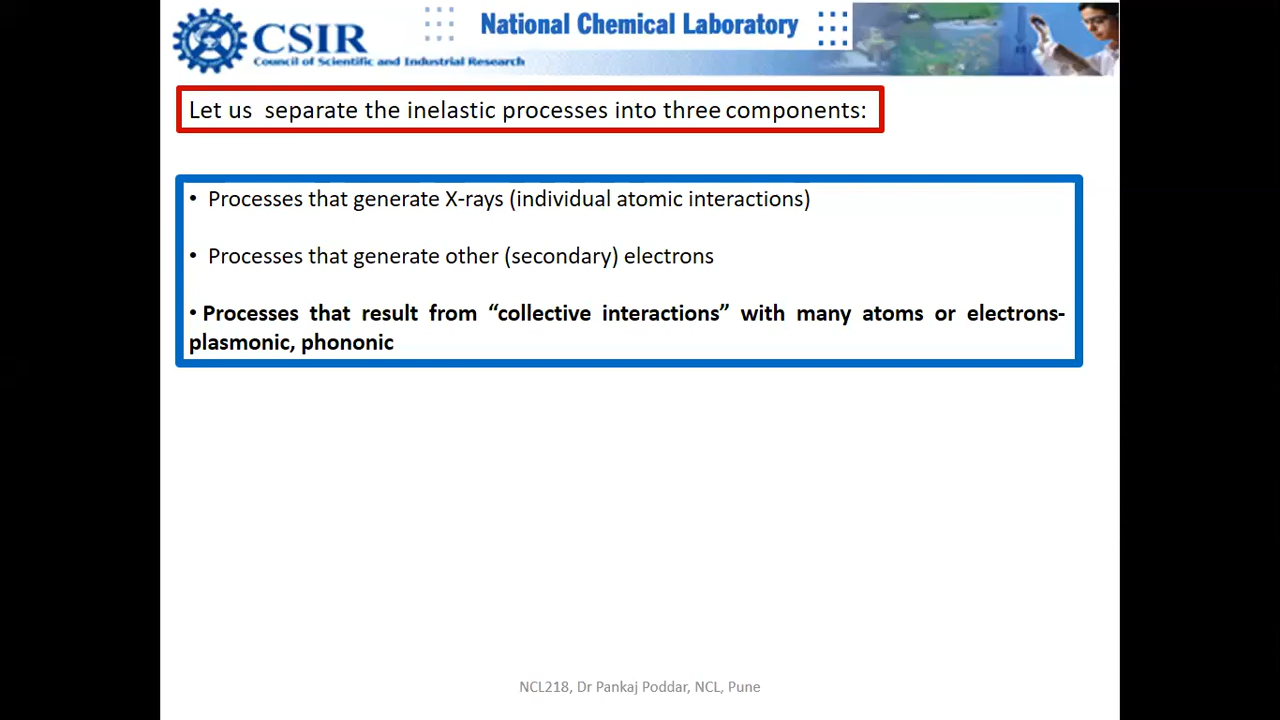 CSIR
Council of Scientific and Industrial Research
National Chemical Laboratory
Let us separate the inelastic processes into three components:
• Processes that generate X-rays (individual atomic interactions)
• Processes that generate other (secondary) electrons
• Processes that result from “collective interactions” with many atoms or electrons-
plasmonic, phononic
NCL218, Dr Pankaj Poddar, NCL, Pune